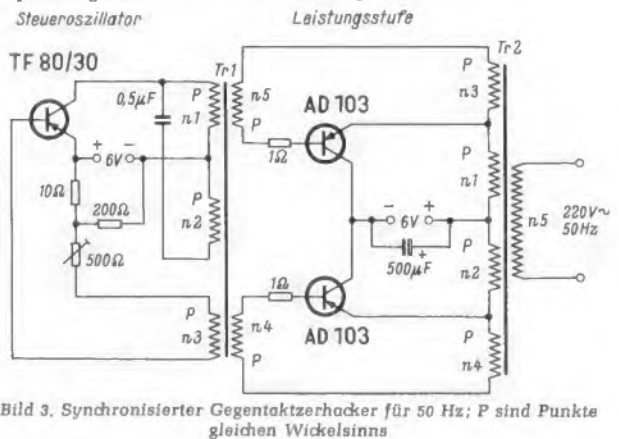 Steueroszillator
Leistungsstufe
TF 80/30
Tr1
Tr2
0,5µF
P
n1
P
n5
P
AD 103
P
n3
1Ω
+ 6V -
10Ω
200Ω
P
n2
500Ω
P
n1
- 6V +
500µF
+
P
n2
n5
220V~
50Hz
1Ω
P
n3
P
n4
P
AD 103
P
n4
Bild 3. Synchronisierter Gegentaktzerhacker für 50 Hz; P sind Punkte
gleichen Wickelsinns